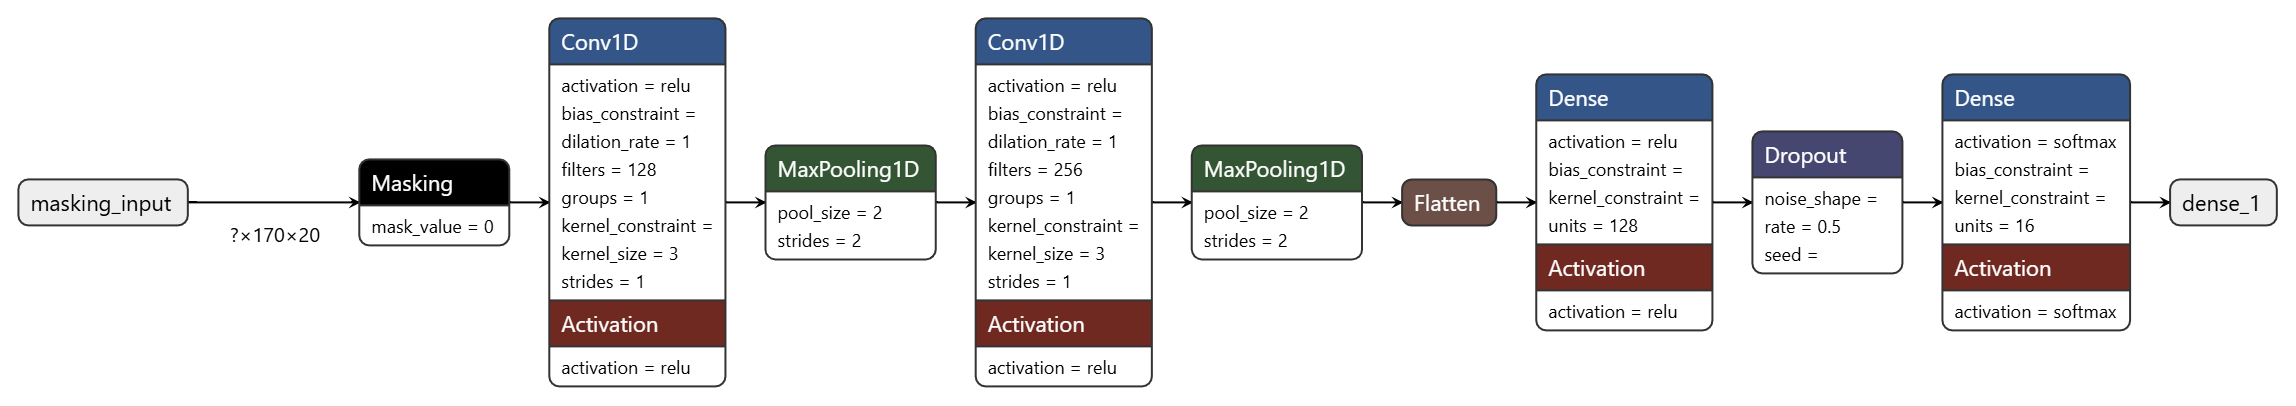 masking_input
?×170×20
Masking
mask_value = 0
Conv1D
activation = relu
bias_constraint =
dilation_rate = 1
filters = 128
groups = 1
kernel_constraint =
kernel_size = 3
strides = 1
Activation
activation = relu
MaxPooling1D
pool_size = 2
strides = 2
Conv1D
activation = relu
bias_constraint =
dilation_rate = 1
filters = 256
groups = 1
kernel_constraint =
kernel_size = 3
strides = 1
Activation
activation = relu
MaxPooling1D
pool_size = 2
strides = 2
Flatten
Dense
activation = relu
bias_constraint =
kernel_constraint =
units = 128
Activation
activation = relu
Dropout
noise_shape =
rate = 0.5
seed =
Dense
activation = softmax
bias_constraint =
kernel_constraint =
units = 16
Activation
activation = softmax
dense_1